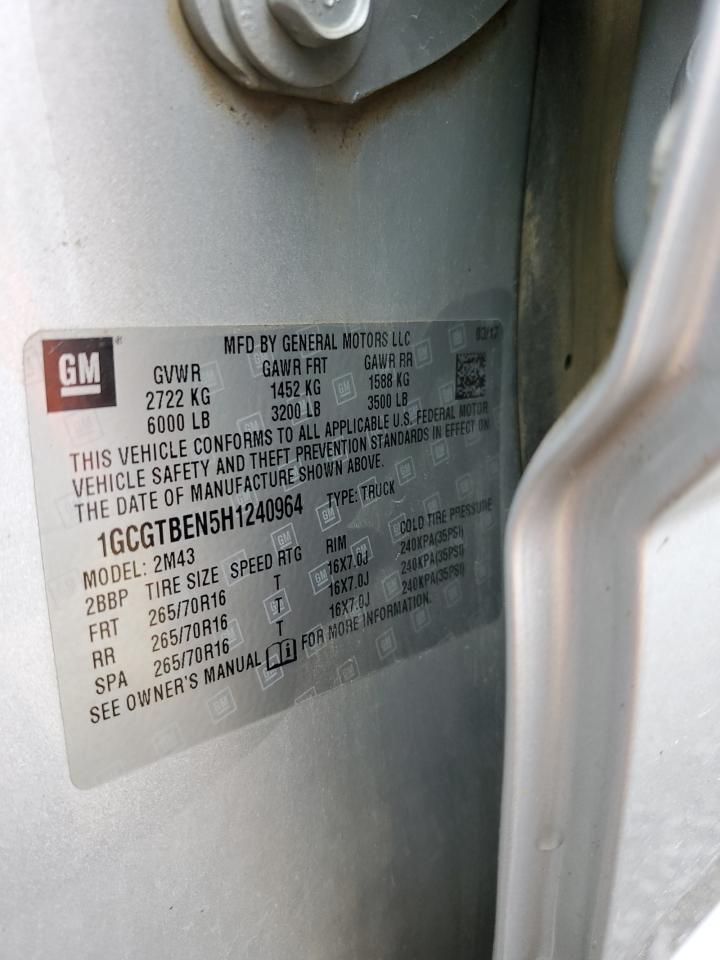 GM
MFD BY GENERAL MOTORS LLC 03/17
GVWR GAWR FRT GAWR RR
2722 KG 1452 KG 1588 KG
6000 LB 3200 LB 3500 LB
THIS VEHICLE CONFORMS TO ALL APPLICABLE U.S. FEDERAL MOTOR
VEHICLE SAFETY AND THEFT PREVENTION STANDARDS IN EFFECT ON
THE DATE OF MANUFACTURE SHOWN ABOVE.
1GCGTBEN5H1240964 TYPE: TRUCK
MODEL: 2M43
2BBP TIRE SIZE SPEED RTG RIM COLD TIRE PRESSURE
FRT 265/70R16 T 16X7.0J 240KPA(35PSI)
RR 265/70R16 T 16X7.0J 240KPA(35PSI)
SPA 265/70R16 T 16X7.0J 240KPA(35PSI)
SEE OWNER'S MANUAL i FOR MORE INFORMATION.